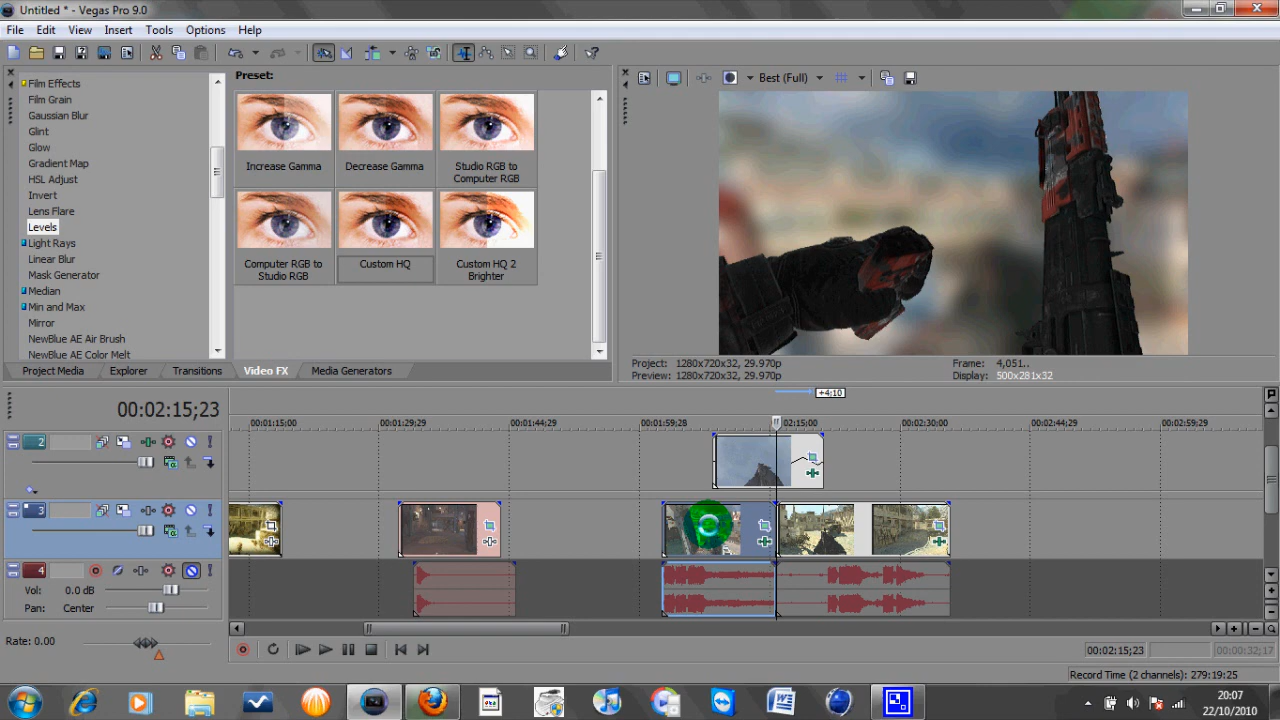 Untitled * - Vegas Pro 9.0
File Edit View Insert Tools Options Help
Best (Full)
Film Effects
Film Grain
Gaussian Blur
Glint
Glow
Gradient Map
HSL Adjust
Invert
Lens Flare
Levels
Light Rays
Linear Blur
Mask Generator
Median
Min and Max
Mirror
NewBlue AE Air Brush
NewBlue AE Color Melt
Preset:
Increase Gamma
Decrease Gamma
Studio RGB to
Computer RGB
Computer RGB to
Studio RGB
Custom HQ
Custom HQ 2
Brighter
Project Media Explorer Transitions Video FX Media Generators
Project: 1280x720x32, 29.970p
Frame: 4,051..
Preview: 1280x720x32, 29.970p
Display: 500x281x32
+4;10
00:02:15;23
00:01:15;00 00:01:29;29 00:01:44;29 00:01:59;28 00:02:15;00 00:02:30;00 00:02:44;29 00:02:59;29
2
3
4
Vol: 0.0 dB
Pan: Center
Rate: 0.00
00:02:15;23
00:00:32;17
Record Time (2 channels): 279:19:25
20:07
22/10/2010